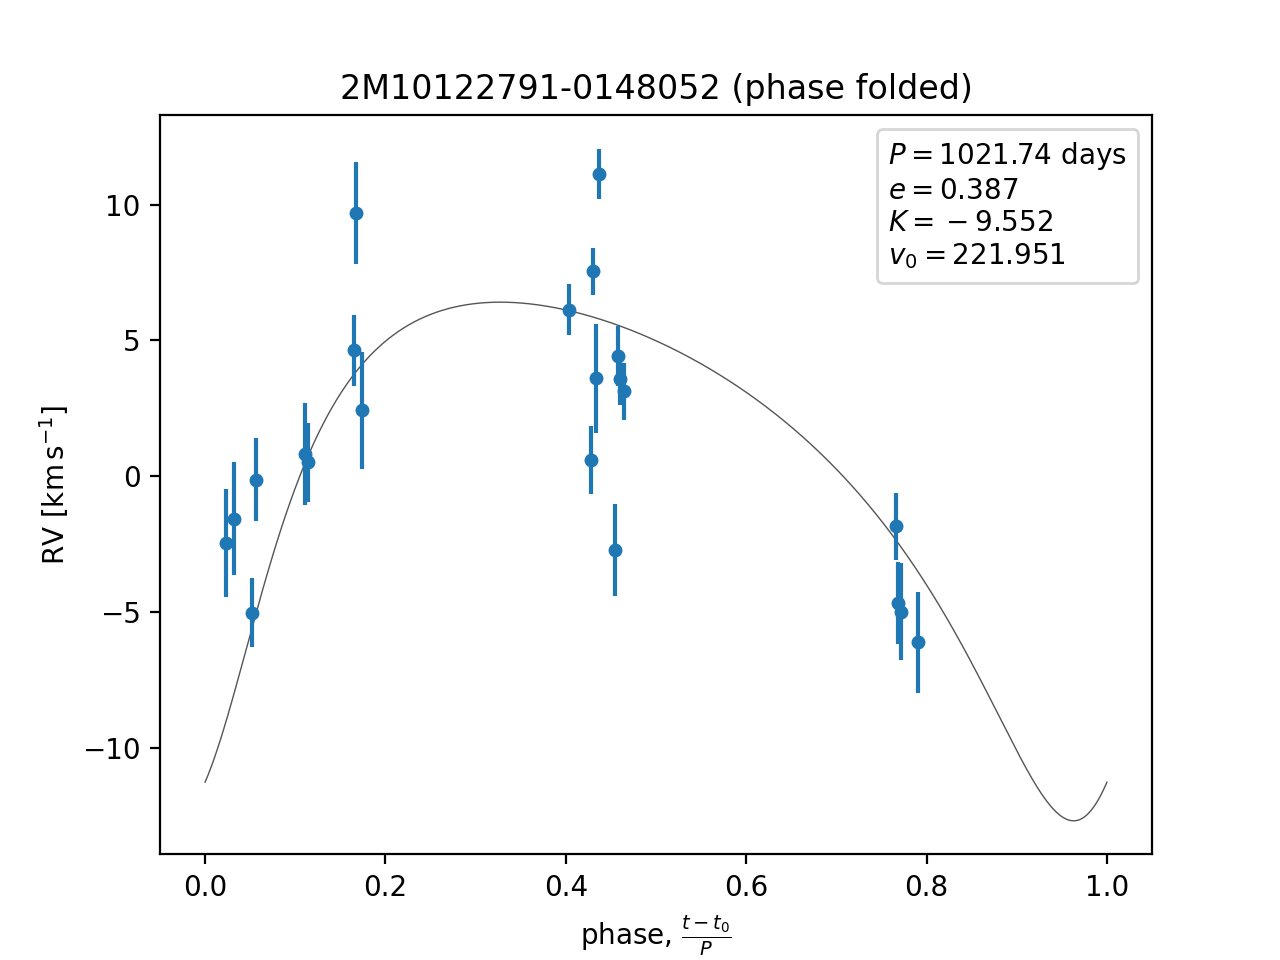 2M10122791-0148052 (phase folded)
P = 1021.74 days
e = 0.387
K = −9.552
v₀ = 221.951
10
5
0
−5
−10
RV [km s⁻¹]
0.0 0.2 0.4 0.6 0.8 1.0
phase, (t − t₀)/P